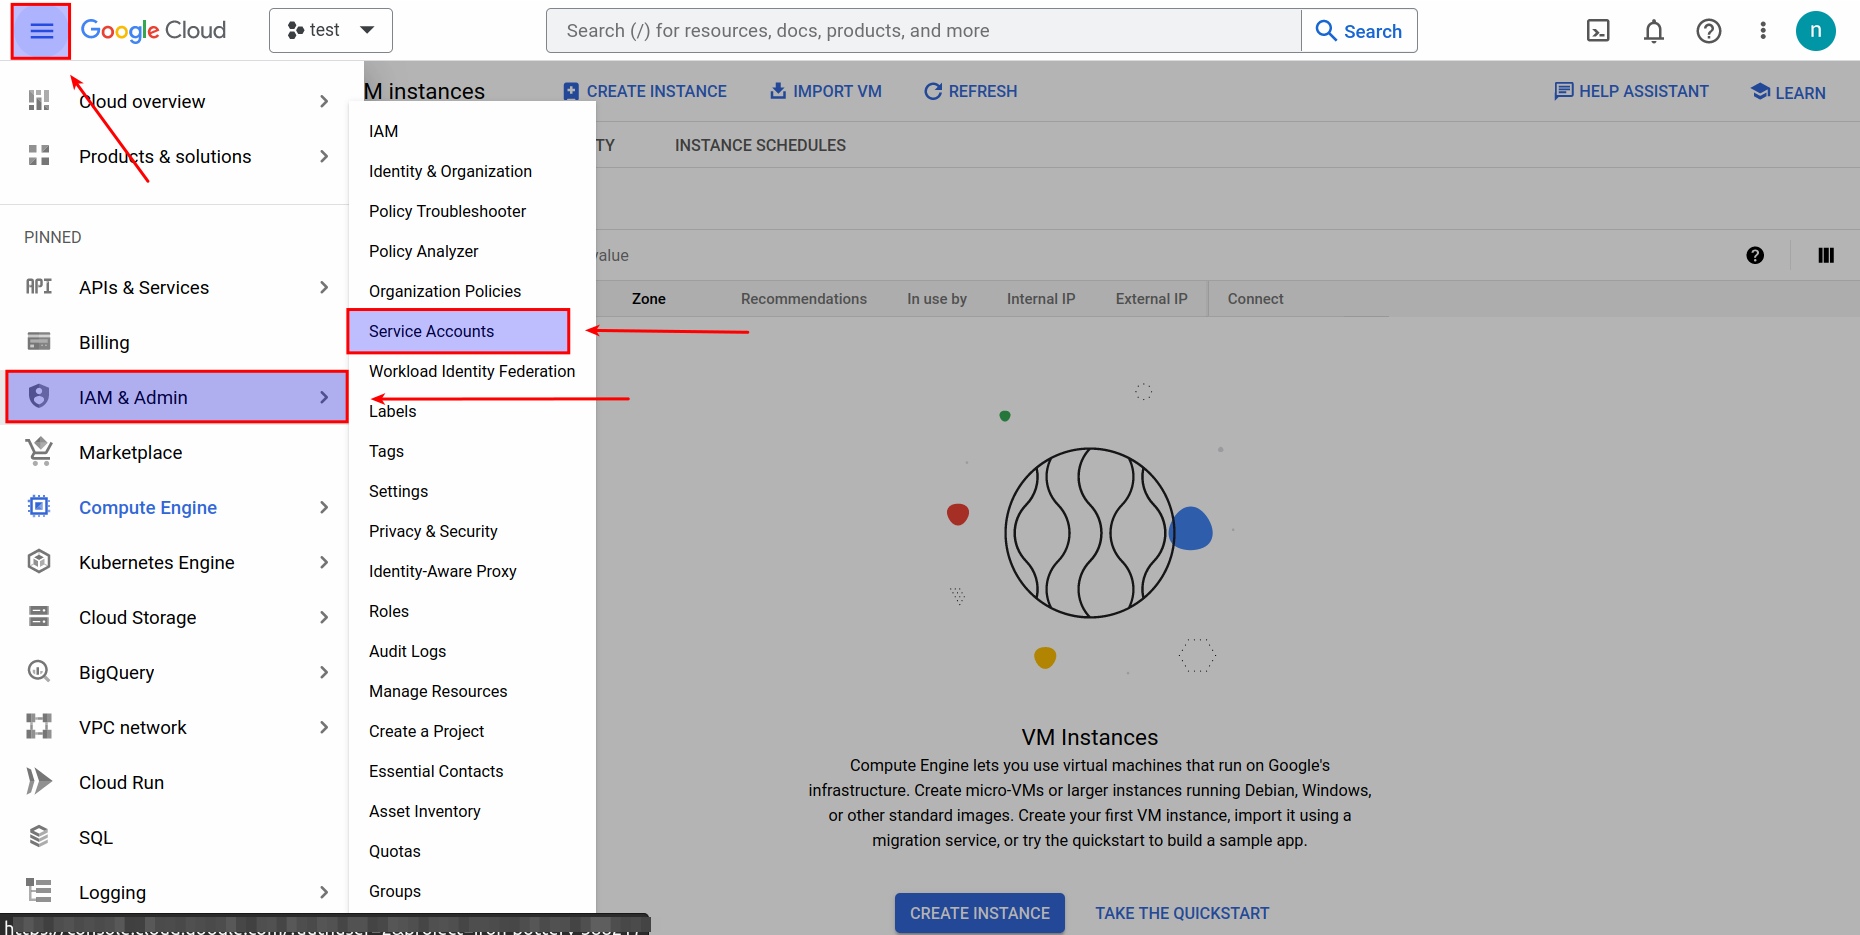 Google Cloud
test
Search (/) for resources, docs, products, and more
Search
n
Cloud overview
Products & solutions
PINNED
API APIs & Services
Billing
IAM & Admin
Marketplace
Compute Engine
Kubernetes Engine
Cloud Storage
BigQuery
VPC network
Cloud Run
SQL
Logging
IAM
Identity & Organization
Policy Troubleshooter
Policy Analyzer
Organization Policies
Service Accounts
Workload Identity Federation
Labels
Tags
Settings
Privacy & Security
Identity-Aware Proxy
Roles
Audit Logs
Manage Resources
Create a Project
Essential Contacts
Asset Inventory
Quotas
Groups
M instances
CREATE INSTANCE
IMPORT VM
REFRESH
HELP ASSISTANT
LEARN
TY
INSTANCE SCHEDULES
value
Zone
Recommendations
In use by
Internal IP
External IP
Connect
VM Instances
Compute Engine lets you use virtual machines that run on Google's
infrastructure. Create micro-VMs or larger instances running Debian, Windows,
or other standard images. Create your first VM instance, import it using a
migration service, or try the quickstart to build a sample app.
CREATE INSTANCE
TAKE THE QUICKSTART